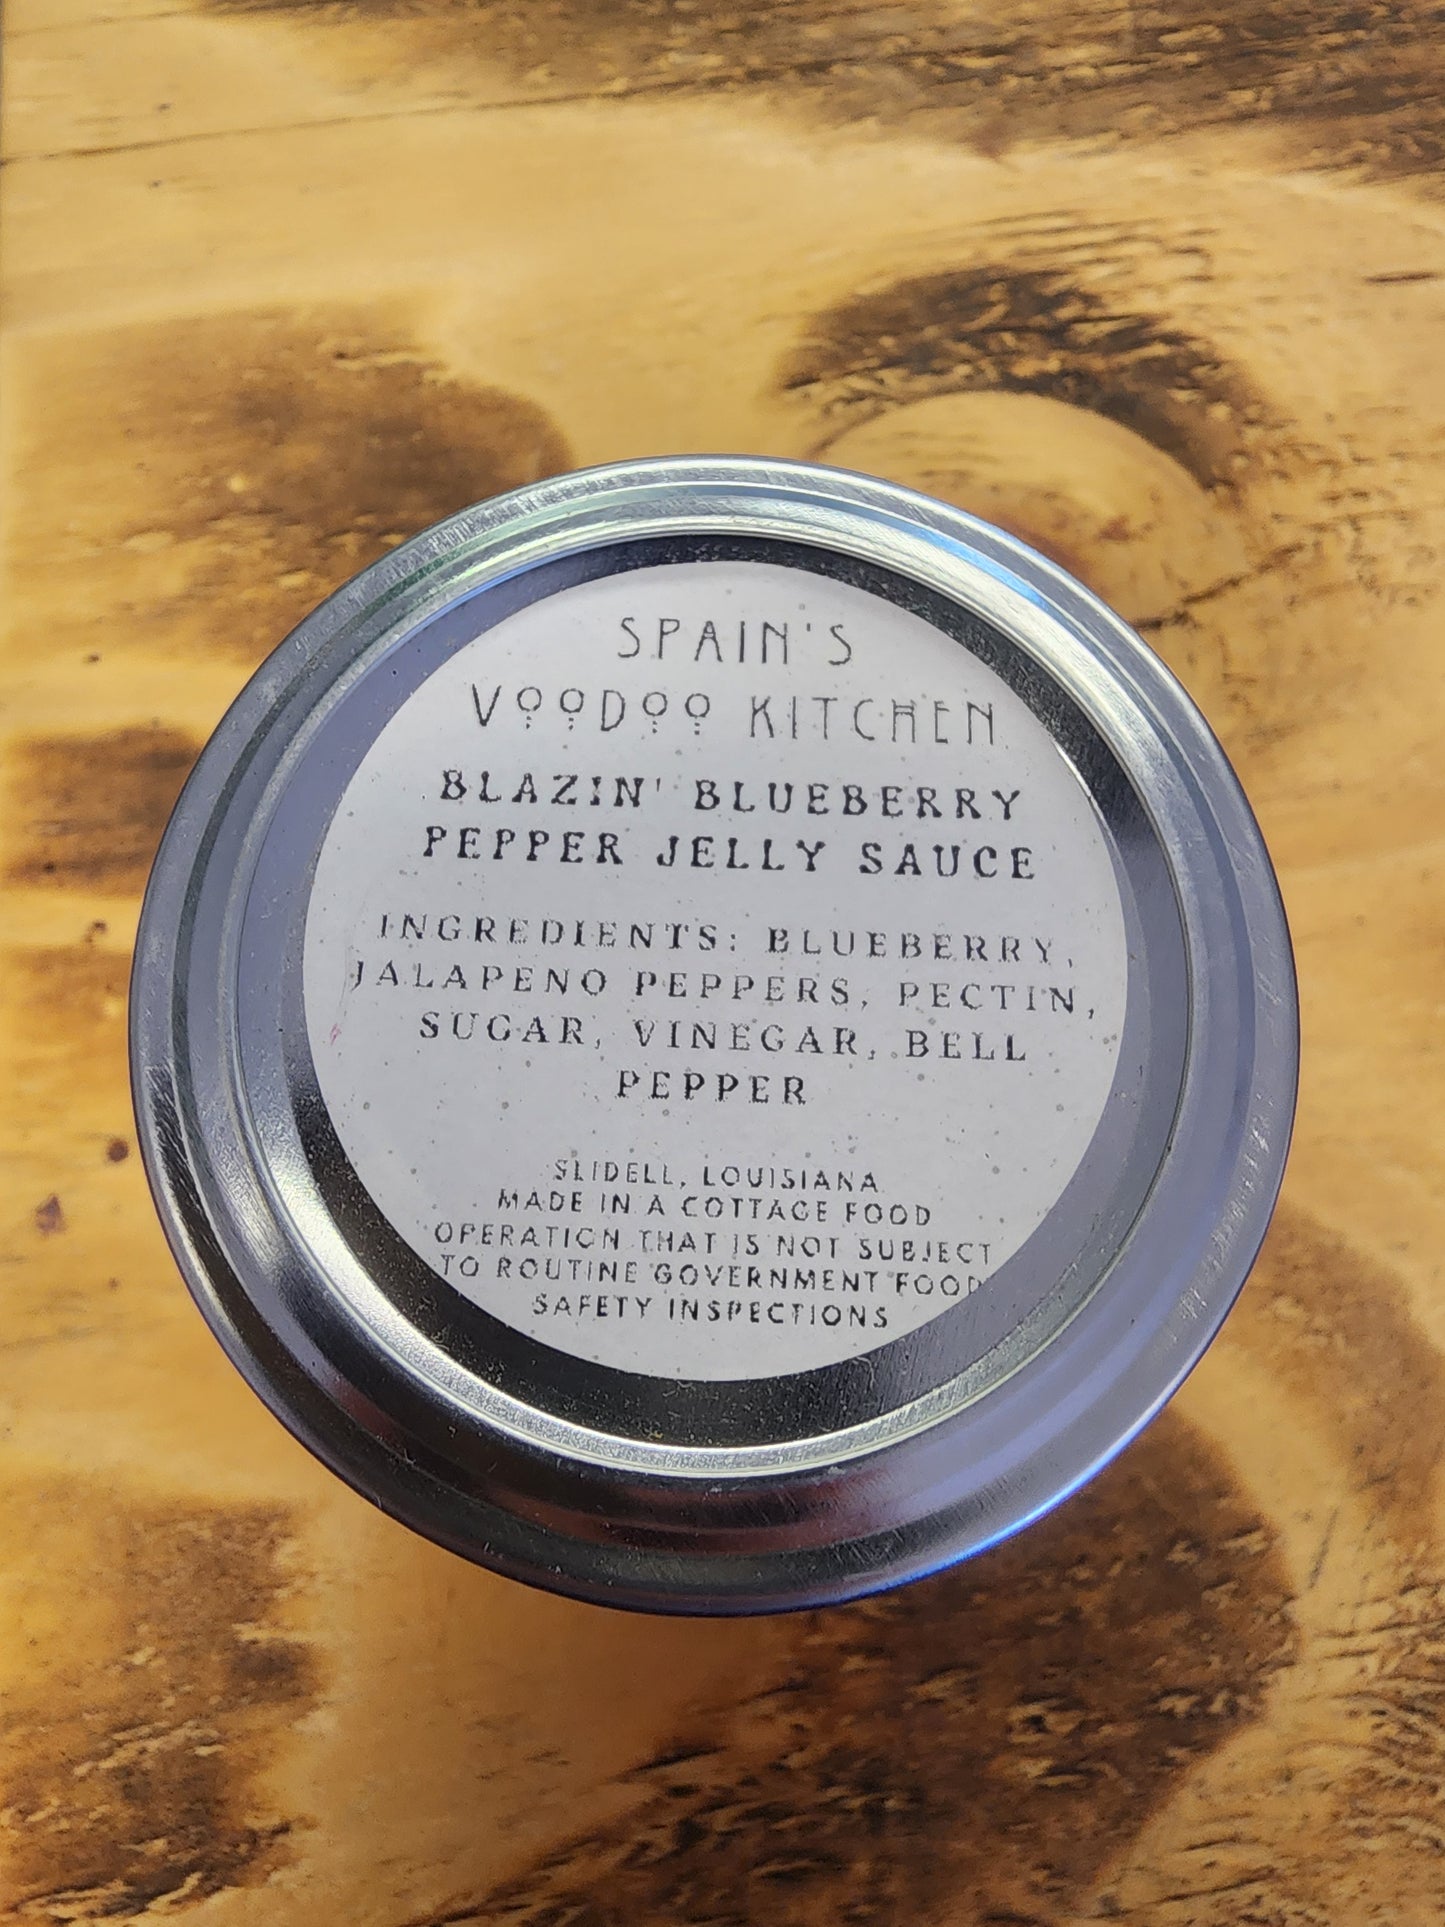 SPAIN'S
VOODOO KITCHEN
BLAZIN' BLUEBERRY
PEPPER JELLY SAUCE
INGREDIENTS: BLUEBERRY,
JALAPENO PEPPERS, PECTIN,
SUGAR, VINEGAR, BELL
PEPPER
SLIDELL, LOUISIANA
MADE IN A COTTAGE FOOD
OPERATION THAT IS NOT SUBJECT
TO ROUTINE GOVERNMENT FOOD
SAFETY INSPECTIONS